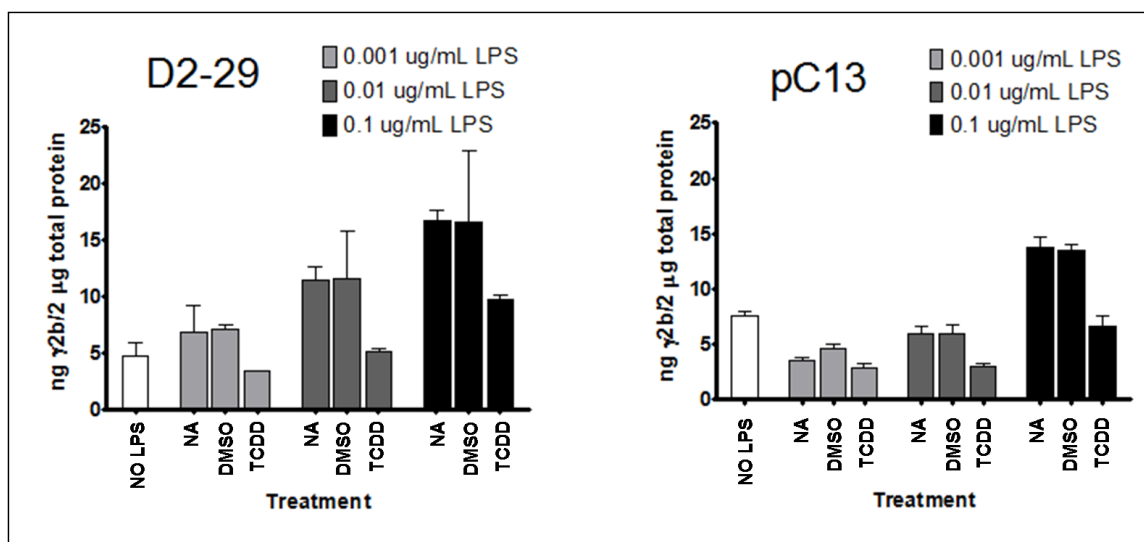 D2-29
0.001 ug/mL LPS
0.01 ug/mL LPS
0.1 ug/mL LPS
ng γ2b/2 μg total protein
25
20
15
10
5
0
NO LPS
NA
DMSO
TCDD
NA
DMSO
TCDD
NA
DMSO
TCDD
Treatment
pC13
0.001 ug/mL LPS
0.01 ug/mL LPS
0.1 ug/mL LPS
ng γ2b/2 μg total protein
25
20
15
10
5
0
NO LPS
NA
DMSO
TCDD
NA
DMSO
TCDD
NA
DMSO
TCDD
Treatment